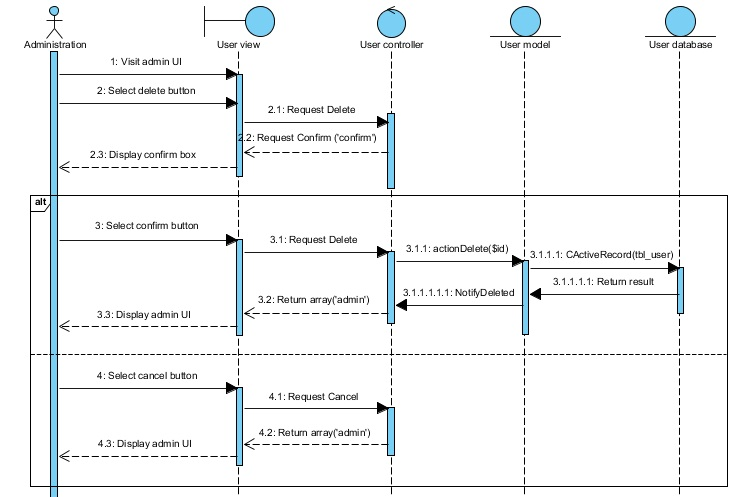 Administration
User view
User controller
User model
User database
1: Visit admin UI
2: Select delete button
2.1: Request Delete
2.2: Request Confirm ('confirm')
2.3: Display confirm box
alt
3: Select confirm button
3.1: Request Delete
3.1.1: actionDelete($id)
3.1.1.1: CActiveRecord(tbl_user)
3.1.1.1.1: Return result
3.1.1.1.1.1: NotifyDeleted
3.2: Return array('admin')
3.3: Display admin UI
4: Select cancel button
4.1: Request Cancel
4.2: Return array('admin')
4.3: Display admin UI